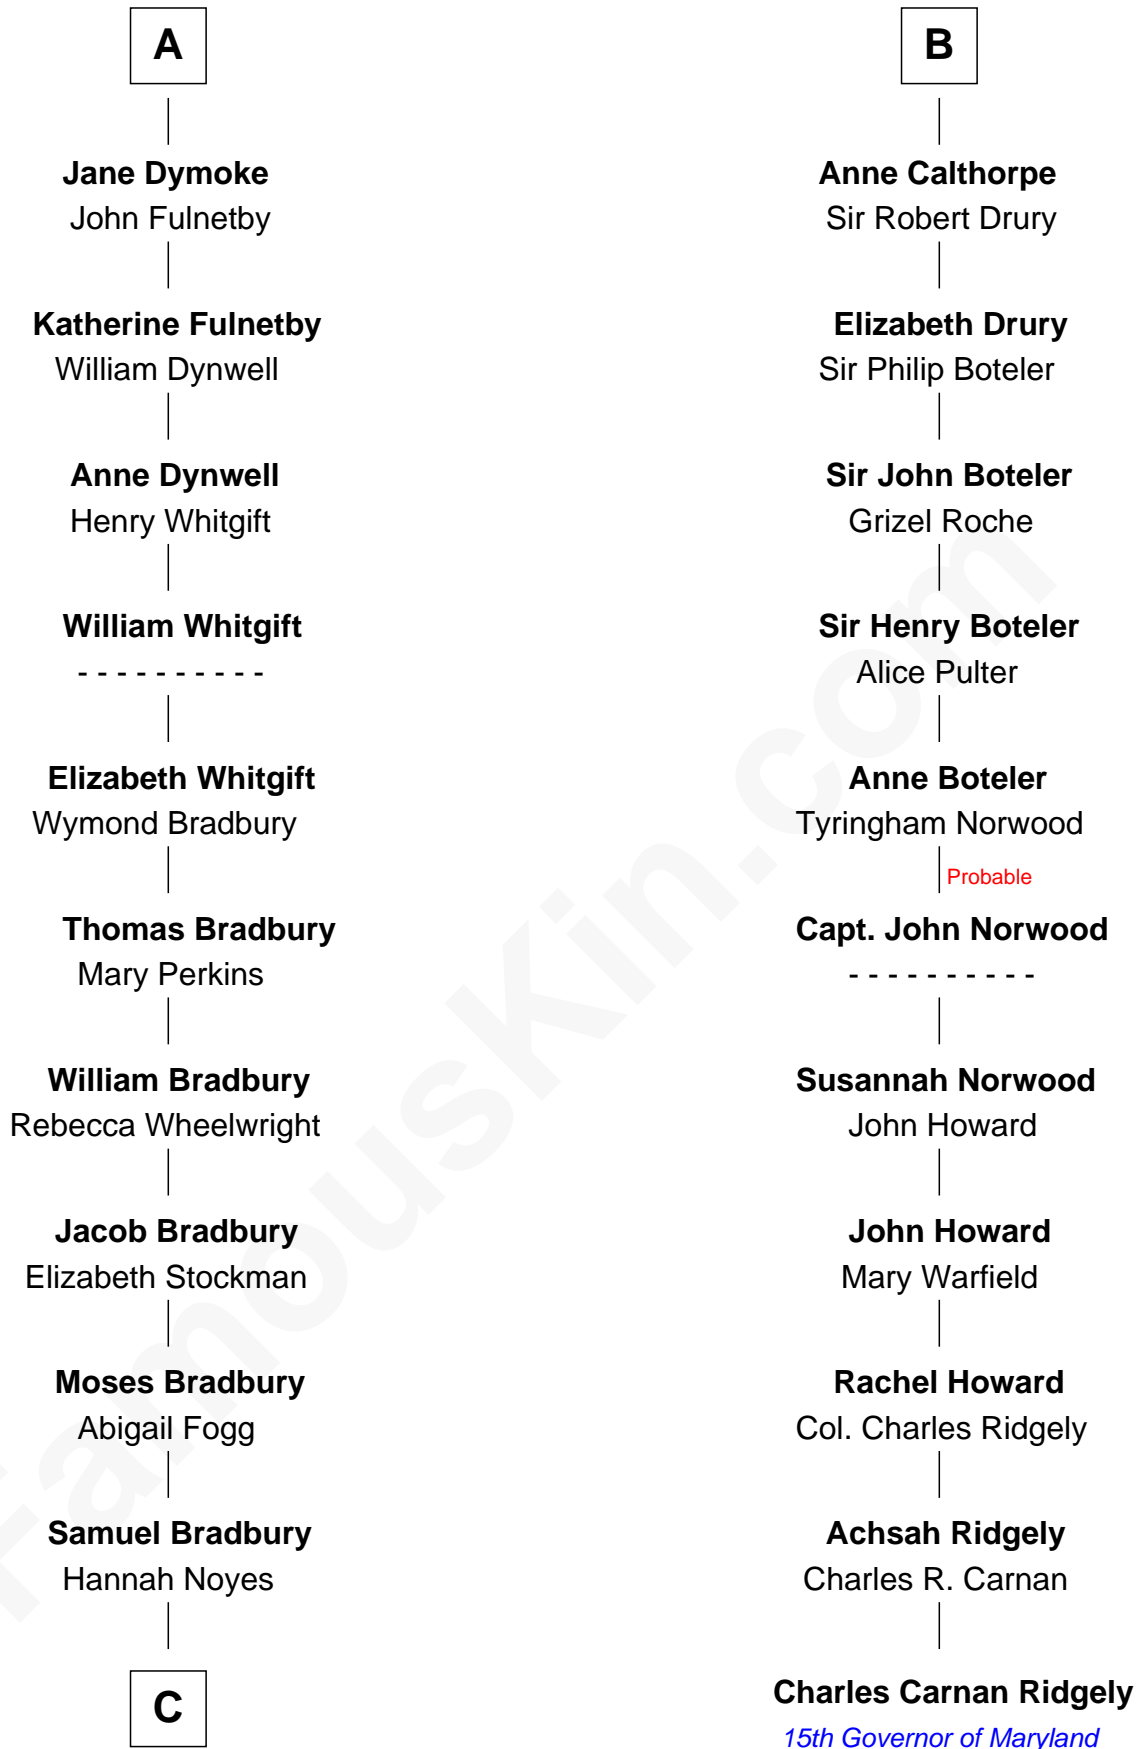 A
Jane Dymoke
John Fulnetby
Katherine Fulnetby
William Dynwell
Anne Dynwell
Henry Whitgift
William Whitgift
- - - - - - - - - -
Elizabeth Whitgift
Wymond Bradbury
Thomas Bradbury
Mary Perkins
William Bradbury
Rebecca Wheelwright
Jacob Bradbury
Elizabeth Stockman
Moses Bradbury
Abigail Fogg
Samuel Bradbury
Hannah Noyes
C
B
Anne Calthorpe
Sir Robert Drury
Elizabeth Drury
Sir Philip Boteler
Sir John Boteler
Grizel Roche
Sir Henry Boteler
Alice Pulter
Anne Boteler
Tyringham Norwood
Probable
Capt. John Norwood
- - - - - - - - - -
Susannah Norwood
John Howard
John Howard
Mary Warfield
Rachel Howard
Col. Charles Ridgely
Achsah Ridgely
Charles R. Carnan
Charles Carnan Ridgely
15th Governor of Maryland
FamousKin.com